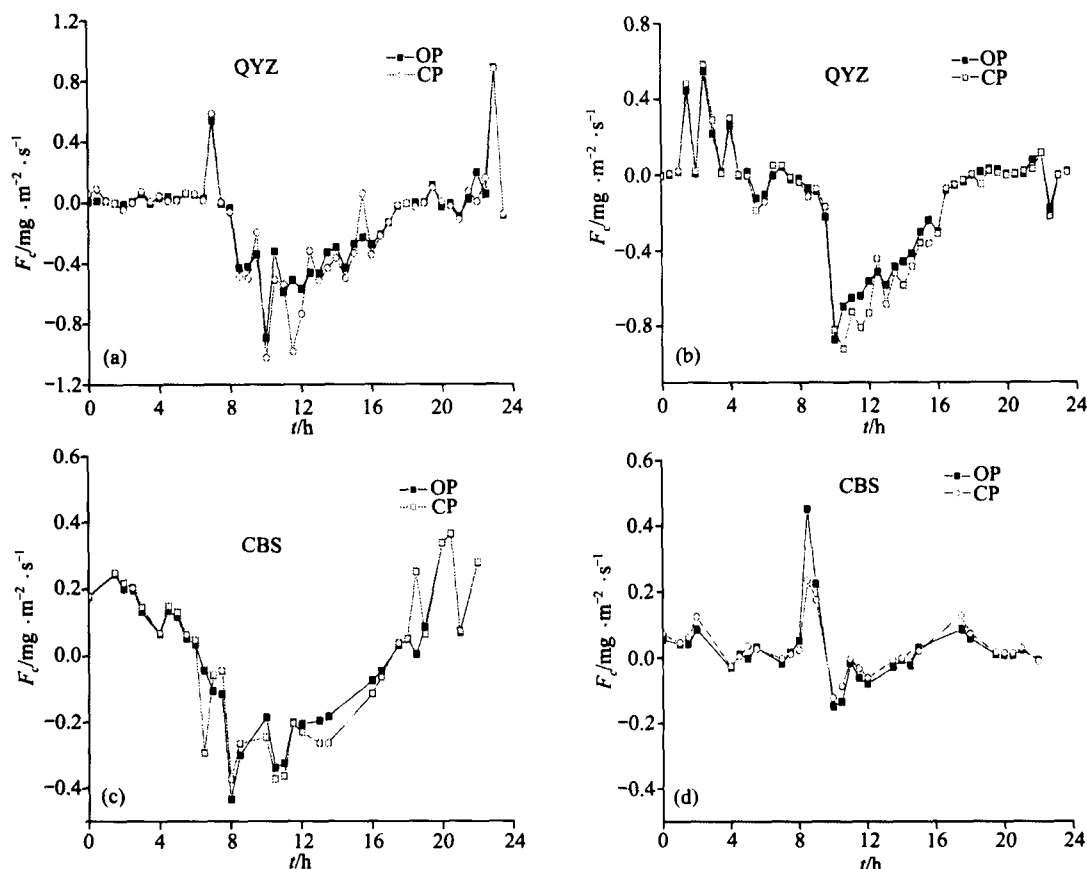 1.2
0.8
0.4
0.0
−0.4
−0.8
−1.2
F_c/mg·m⁻²·s⁻¹
QYZ
OP
CP
(a)
0 4 8 12 16 20 24
t/h
0.8
0.4
0.0
−0.4
−0.8
F_c/mg·m⁻²·s⁻¹
QYZ
OP
CP
(b)
0 4 8 12 16 20 24
t/h
0.6
0.4
0.2
0.0
−0.2
−0.4
F_c/mg·m⁻²·s⁻¹
CBS
OP
CP
(c)
0 4 8 12 16 20 24
t/h
0.6
0.4
0.2
0.0
−0.2
−0.4
F_c/mg·m⁻²·s⁻¹
CBS
OP
CP
(d)
0 4 8 12 16 20 24
t/h